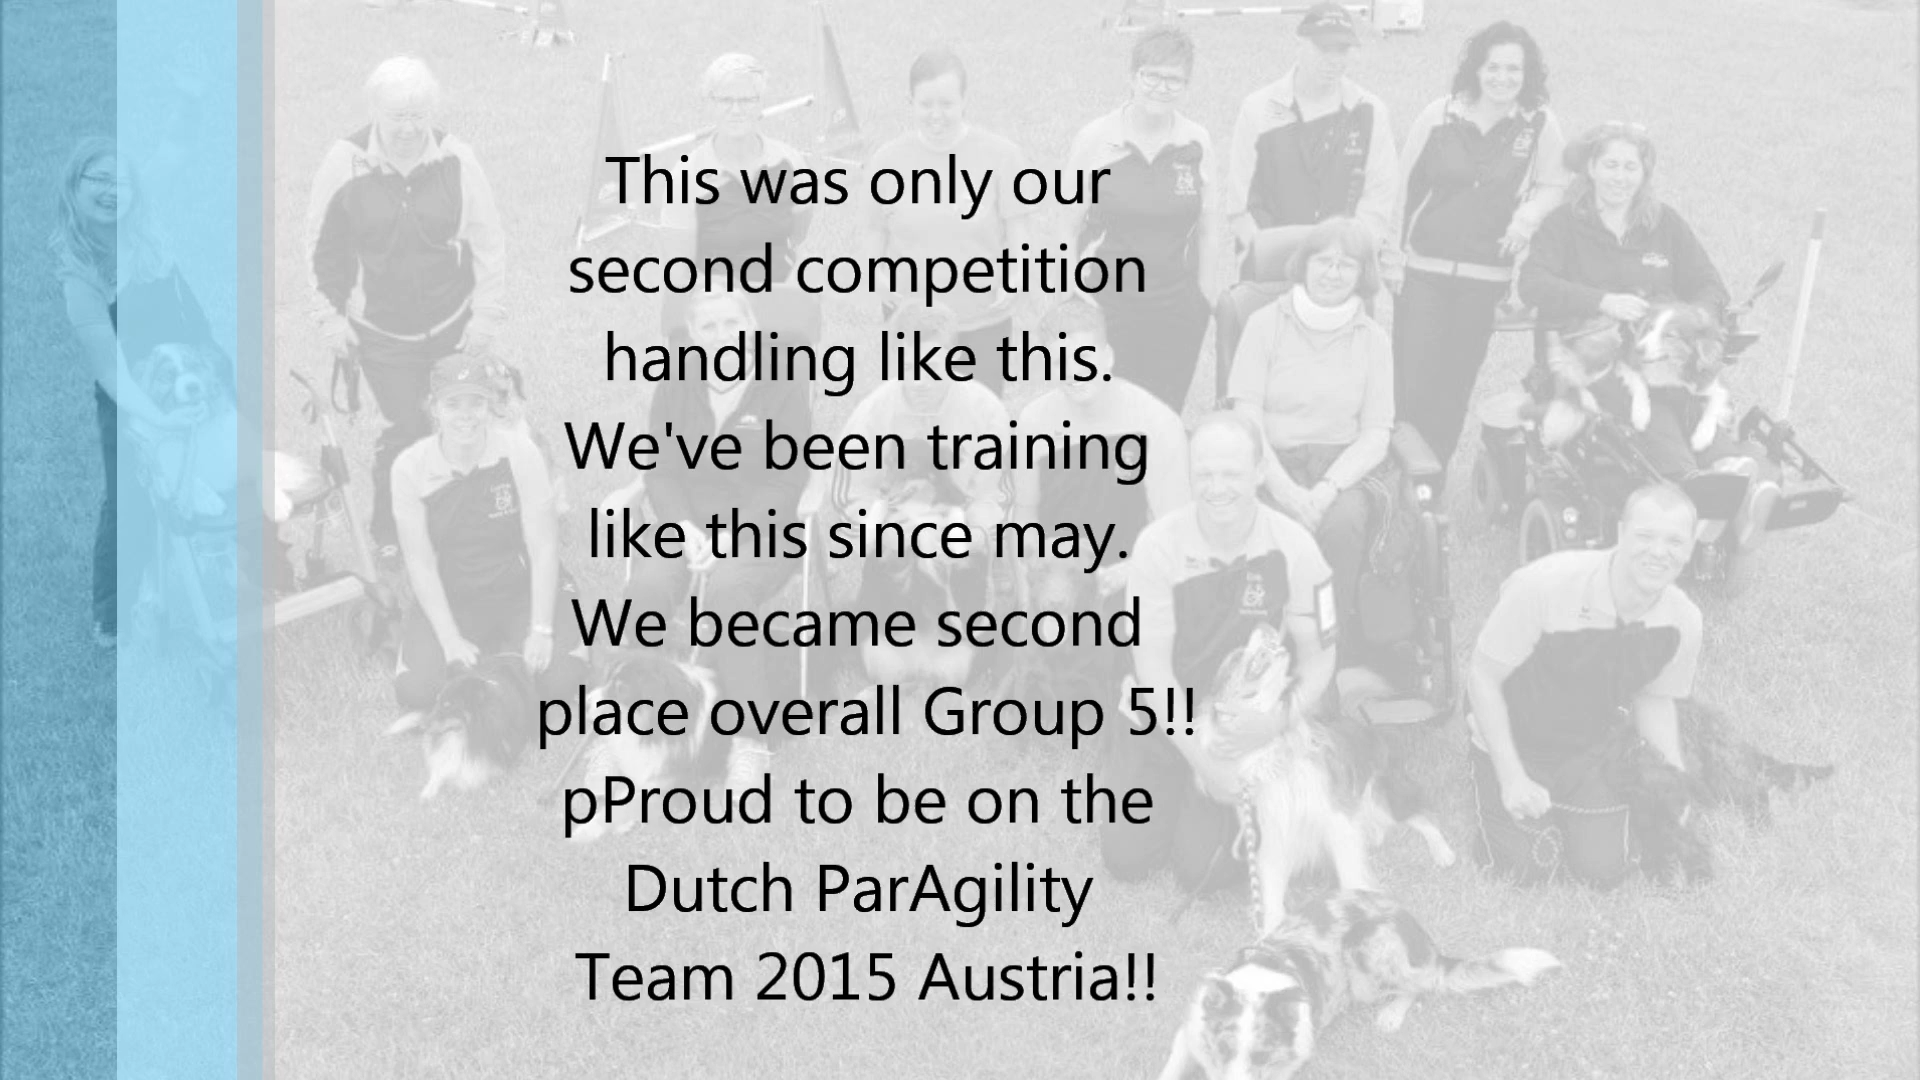 This was only our
second competition
handling like this.
We've been training
like this since may.
We became second
place overall Group 5!!
pProud to be on the
Dutch ParAgility
Team 2015 Austria!!